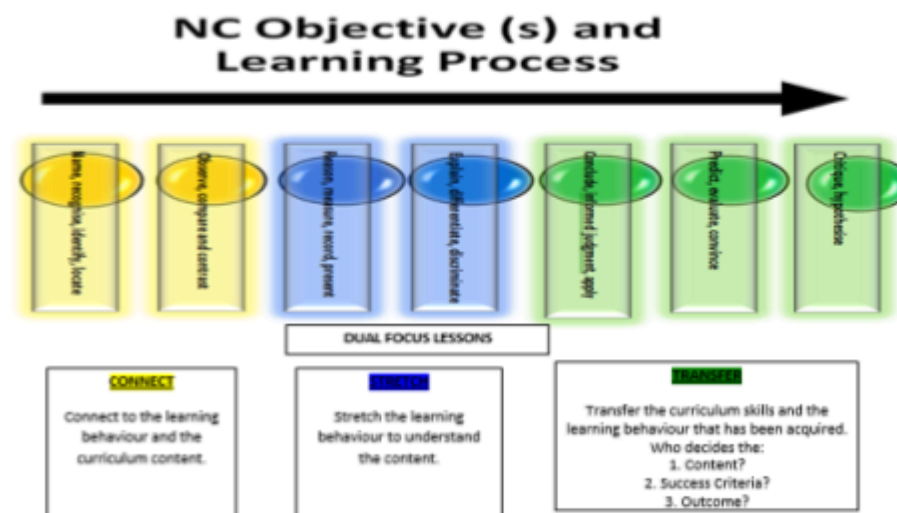 NC Objective (s) and
Learning Process
Name, recognise, identify, locate
Observe, compare and contrast
Reason, measure, record, present
Explain, differentiate, discriminate
Conclude, informed judgment, apply
Predict, evaluate, convince
Critique, hypothesise
DUAL FOCUS LESSONS
CONNECT
Connect to the learning
behaviour and the
curriculum content.
STRETCH
Stretch the learning
behaviour to understand
the content.
TRANSFER
Transfer the curriculum skills and the
learning behaviour that has been acquired.
Who decides the:
1. Content?
2. Success Criteria?
3. Outcome?